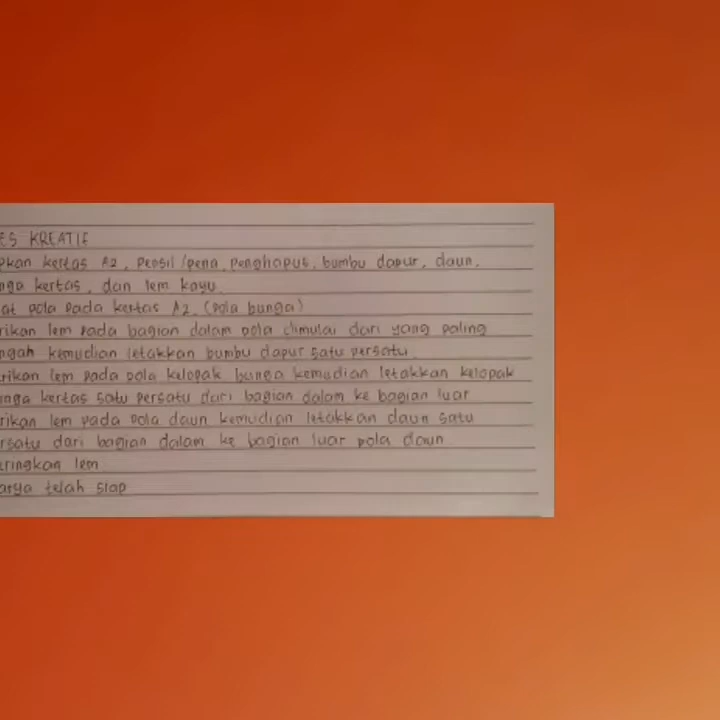 ES KREATIF
pkan kertas A2, pensil/pena, penghapus, bumbu dapur, daun,
nga kertas, dan lem kayu.
at pola pada kertas A2. (pola bunga)
rikan lem pada bagian dalam pola dimulai dari yang paling
ngah kemudian letakkan bumbu dapur satu persatu.
rikan lem pada pola kelopak bunga kemudian letakkan kelopak
nga kertas satu persatu dari bagian dalam ke bagian luar
rikan lem pada pola daun kemudian letakkan daun satu
rsatu dari bagian dalam ke bagian luar pola daun.
eringkan lem
arya telah siap